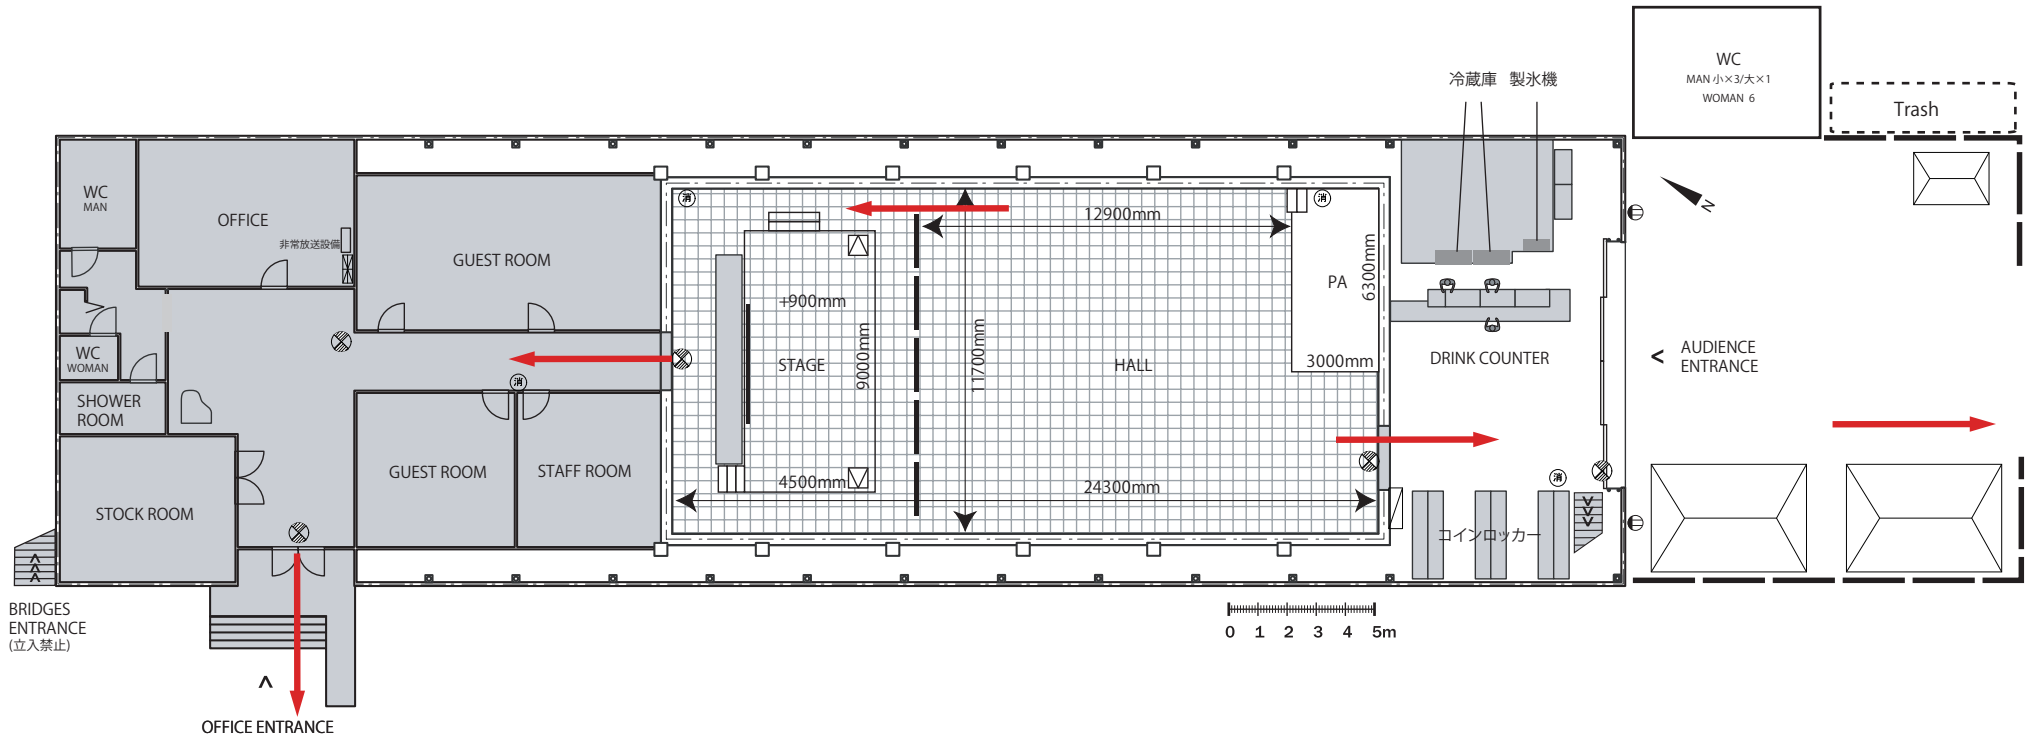 WC
MAN 小×3/大×1
WOMAN 6
Trash
冷蔵庫
製氷機
N
WC
MAN
OFFICE
非常放送設備
GUEST ROOM
消
消
12900mm
+900mm
9000mm
11700mm
6300mm
PA
3000mm
STAGE
HALL
DRINK COUNTER
AUDIENCE
ENTRANCE
WC
WOMAN
消
SHOWER
ROOM
GUEST ROOM
STAFF ROOM
4500mm
24300mm
消
コインロッカー
STOCK ROOM
BRIDGES
ENTRANCE
(立入禁止)
0 1 2 3 4 5m
OFFICE ENTRANCE